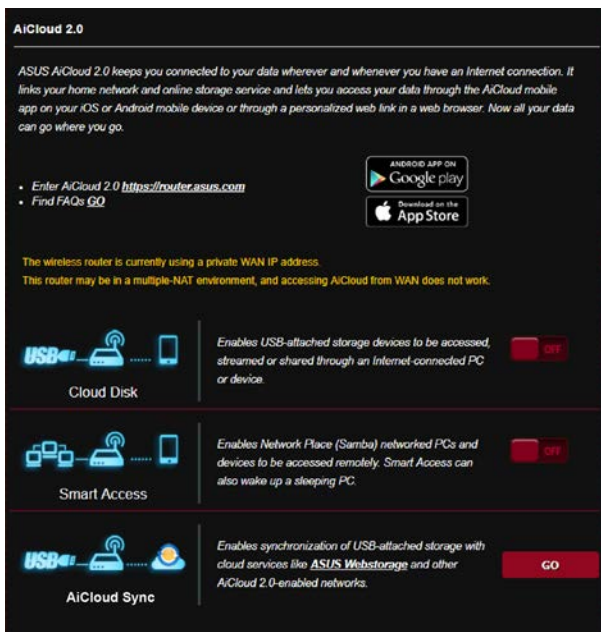 AiCloud 2.0
ASUS AiCloud 2.0 keeps you connected to your data wherever and whenever you have an Internet connection. It
links your home network and online storage service and lets you access your data through the AiCloud mobile
app on your iOS or Android mobile device or through a personalized web link in a web browser. Now all your data
can go where you go.
ANDROID APP ON
Google play
Download on the
App Store
• Enter AiCloud 2.0 https://router.asus.com
• Find FAQs GO
The wireless router is currently using a private WAN IP address.
This router may be in a multiple-NAT environment, and accessing AiCloud from WAN does not work.
USB
Cloud Disk
Enables USB-attached storage devices to be accessed,
streamed or shared through an Internet-connected PC
or device.
OFF
Smart Access
Enables Network Place (Samba) networked PCs and
devices to be accessed remotely. Smart Access can
also wake up a sleeping PC.
OFF
USB
AiCloud Sync
Enables synchronization of USB-attached storage with
cloud services like ASUS Webstorage and other
AiCloud 2.0-enabled networks.
GO